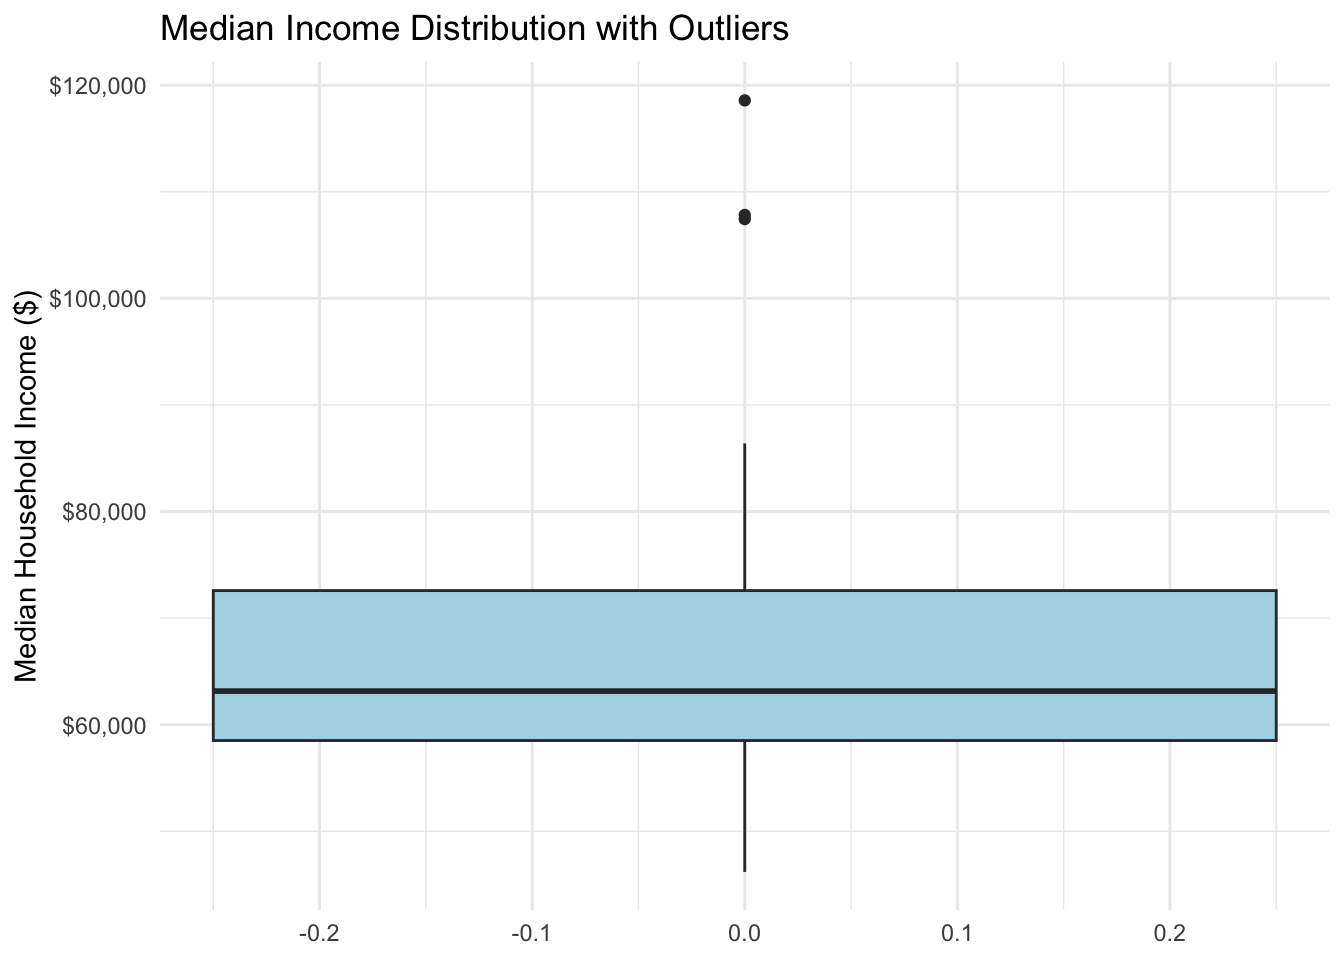 Median Income Distribution with Outliers
Median Household Income ($)
$120,000
$100,000
$80,000
$60,000
-0.2 -0.1 0.0 0.1 0.2